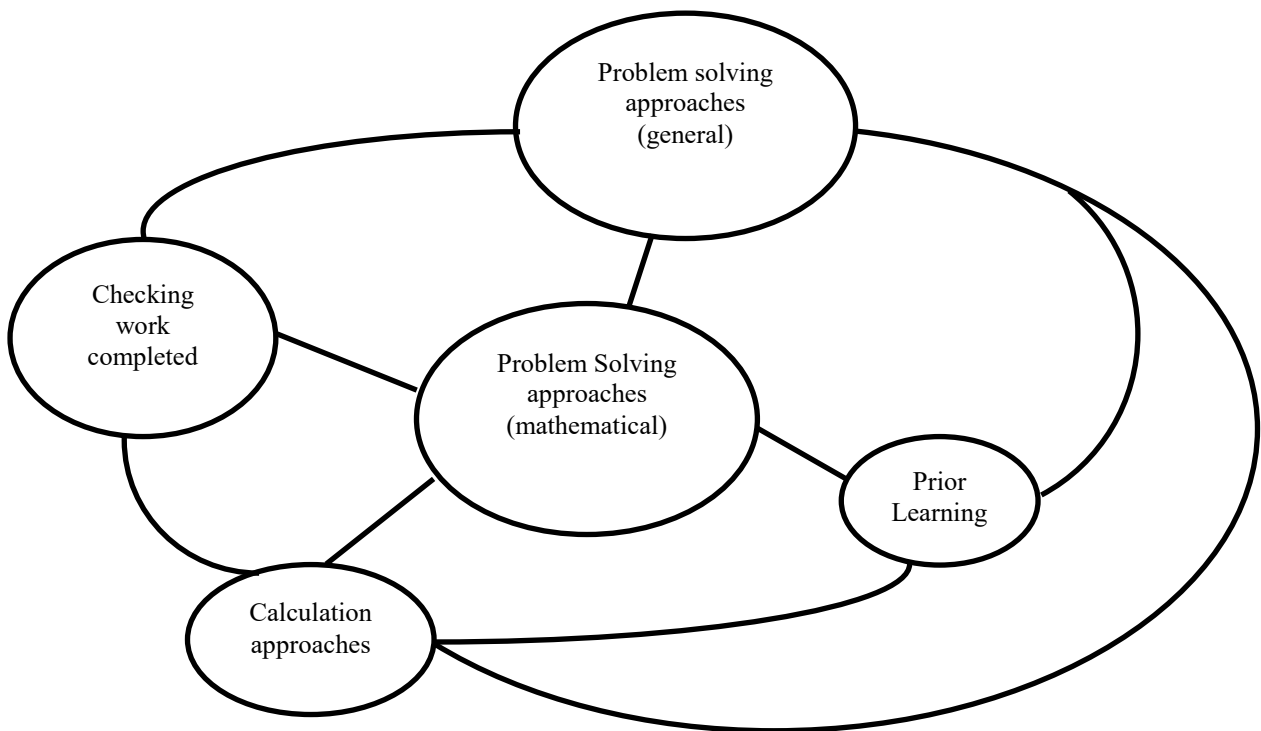 Problem solving
approaches
(general)
Checking
work
completed
Problem Solving
approaches
(mathematical)
Prior
Learning
Calculation
approaches